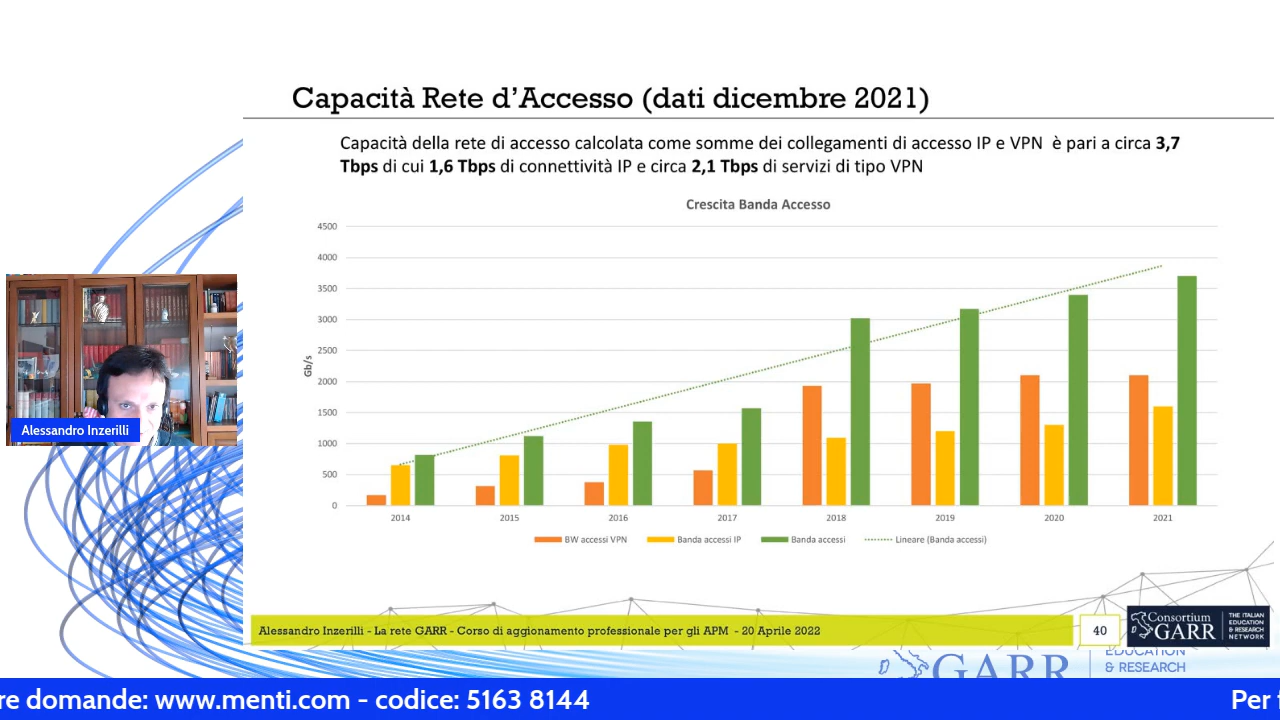 Capacità Rete d'Accesso (dati dicembre 2021)
Capacità della rete di accesso calcolata come somme dei collegamenti di accesso IP e VPN è pari a circa 3,7
Tbps di cui 1,6 Tbps di connettività IP e circa 2,1 Tbps di servizi di tipo VPN
Crescita Banda Accesso
4500
4000
3500
3000
2500
2000
1500
1000
500
0
Gb/s
2014 2015 2016 2017 2018 2019 2020 2021
BW accessi VPN Banda accessi IP Banda accessi Lineare (Banda accessi)
Alessandro Inzerilli
Alessandro Inzerilli - La rete GARR - Corso di aggionamento professionale per gli APM - 20 Aprile 2022
40
Consortium
GARR
THE ITALIAN
EDUCATION
& RESEARCH
NETWORK
GARR
EDUCATION
& RESEARCH
re domande: www.menti.com - codice: 5163 8144
Per